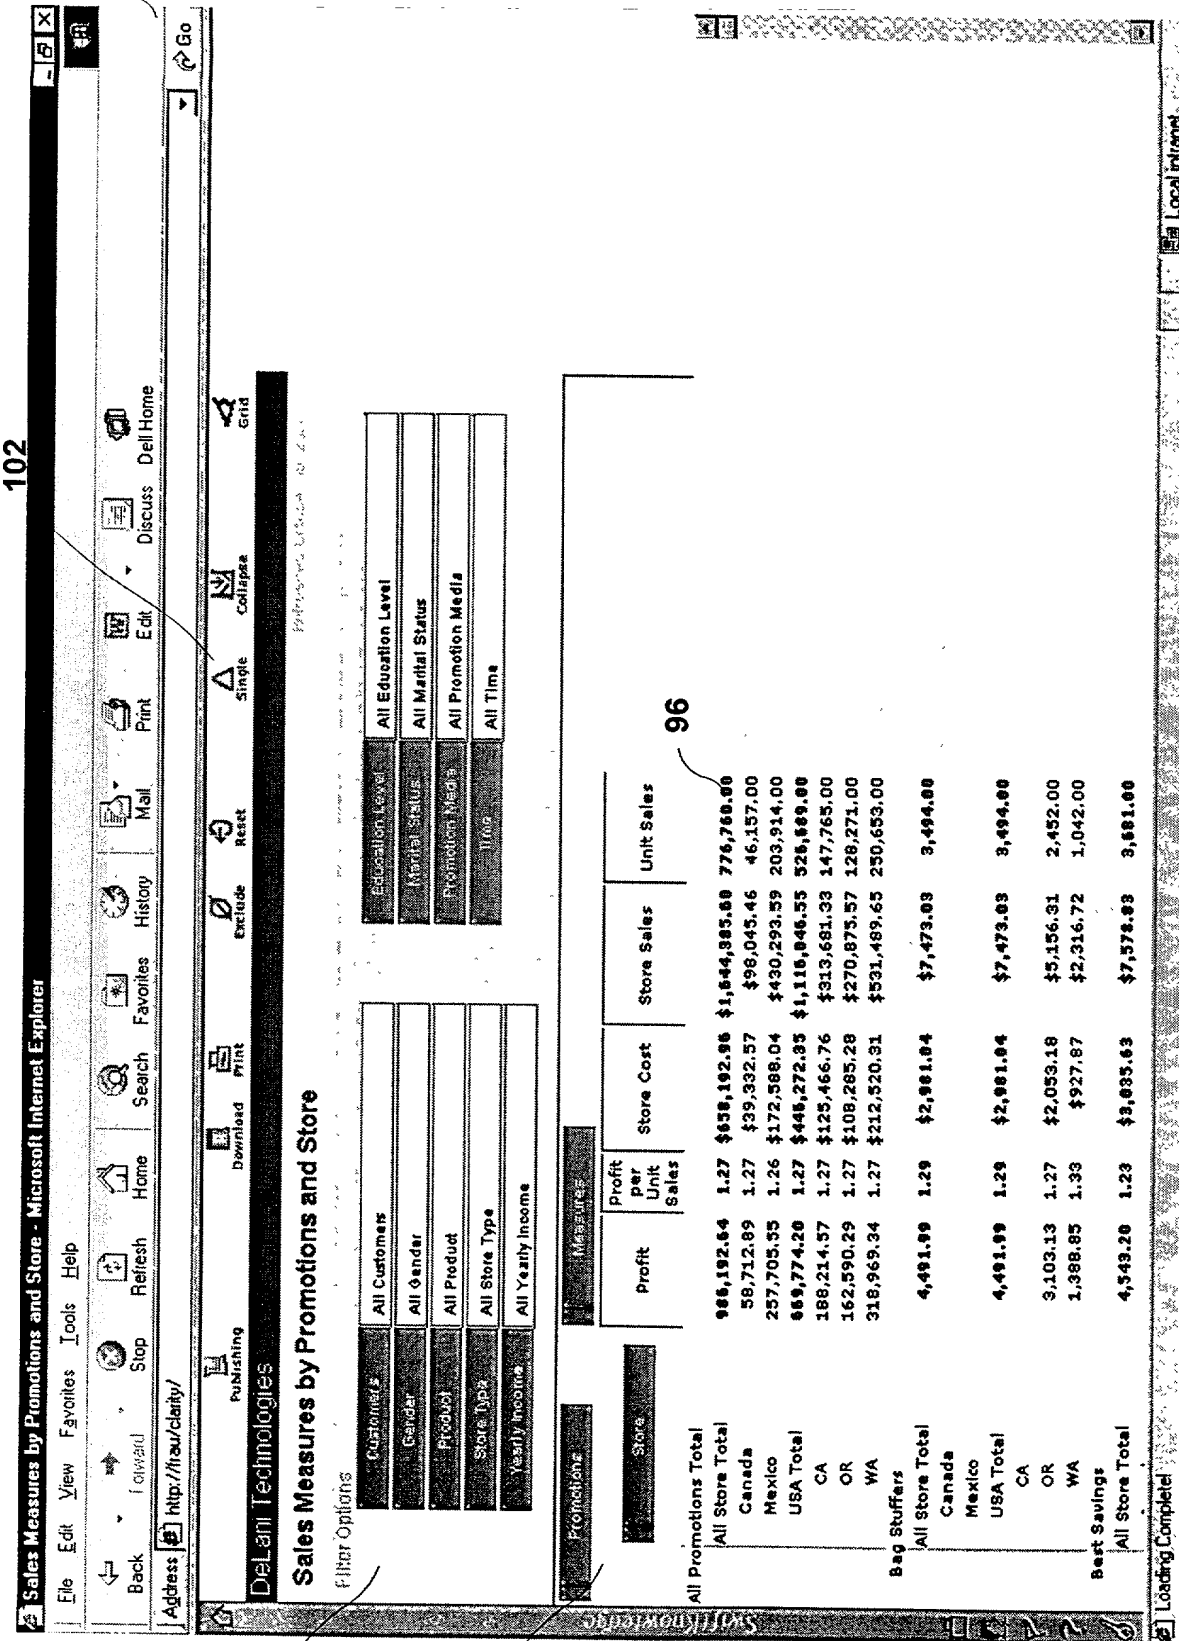 102
Sales Measures by Promotions and Store - Microsoft Internet Explorer
File Edit View Favorites Tools Help
Back Forward Stop Refresh Home Search Favorites History Mail Print Edit Discuss Dell Home
Address http://frau/clarity/ Go
Publishing Download Print Exclude Reset Single Collapse Grid
DeLani Technologies
Sales Measures by Promotions and Store
Filter Options
Customers All Customers Education Level All Education Level
Gender All Gender Marital Status All Marital Status
Product All Product Promotion Media All Promotion Media
Store Type All Store Type Time All Time
Yearly Income All Yearly Income
SwiftKnowledge
Promotions Measures
Store Profit Profit per Unit Sales Store Cost Store Sales Unit Sales
96
All Promotions Total
All Store Total 986,192.64 1.27 $658,192.96 $1,644,385.60 776,760.00
Canada 58,712.89 1.27 $39,332.57 $98,045.46 46,157.00
Mexico 257,705.55 1.26 $172,588.04 $430,293.59 203,914.00
USA Total 669,774.20 1.27 $446,272.35 $1,116,046.55 526,689.00
CA 188,214.57 1.27 $125,466.76 $313,681.33 147,765.00
OR 162,590.29 1.27 $108,285.28 $270,875.57 128,271.00
WA 318,969.34 1.27 $212,520.31 $531,489.65 250,653.00
Bag Stuffers
All Store Total 4,491.99 1.29 $2,981.04 $7,473.03 3,494.00
Canada
Mexico
USA Total 4,491.99 1.29 $2,981.04 $7,473.03 3,494.00
CA
OR 3,103.13 1.27 $2,053.18 $5,156.31 2,452.00
WA 1,388.85 1.33 $927.87 $2,316.72 1,042.00
Best Savings
All Store Total 4,543.20 1.23 $3,035.63 $7,578.83 3,681.00
Loading Complete! Local intranet